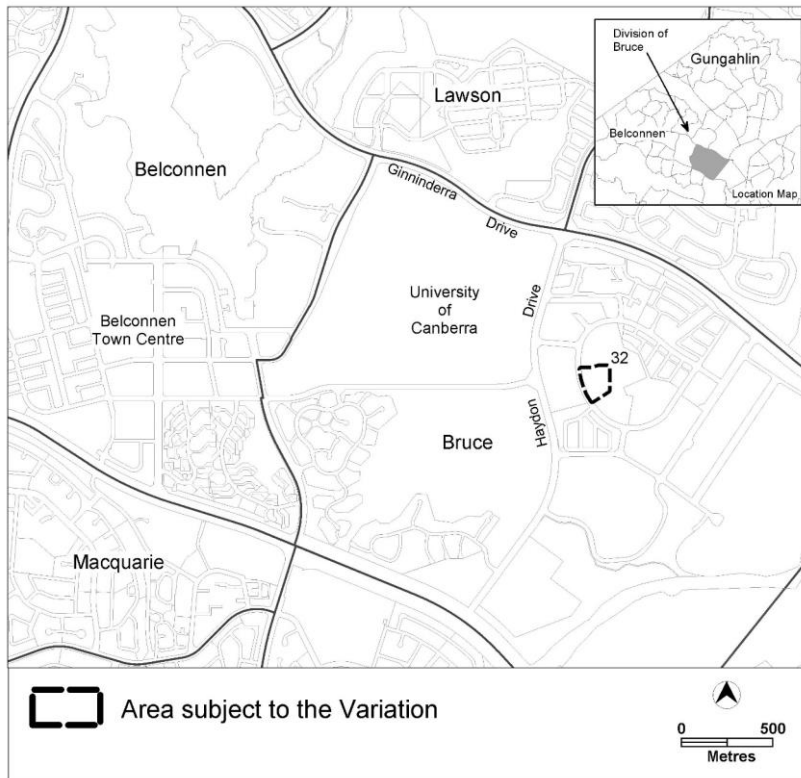 Division of
Bruce
Gungahlin
Belconnen
Location Map
Lawson
Belconnen
Ginninderra
Drive
University
of
Canberra
Drive
Belconnen
Town Centre
32
Haydon
Bruce
Macquarie
Area subject to the Variation
0 500
Metres